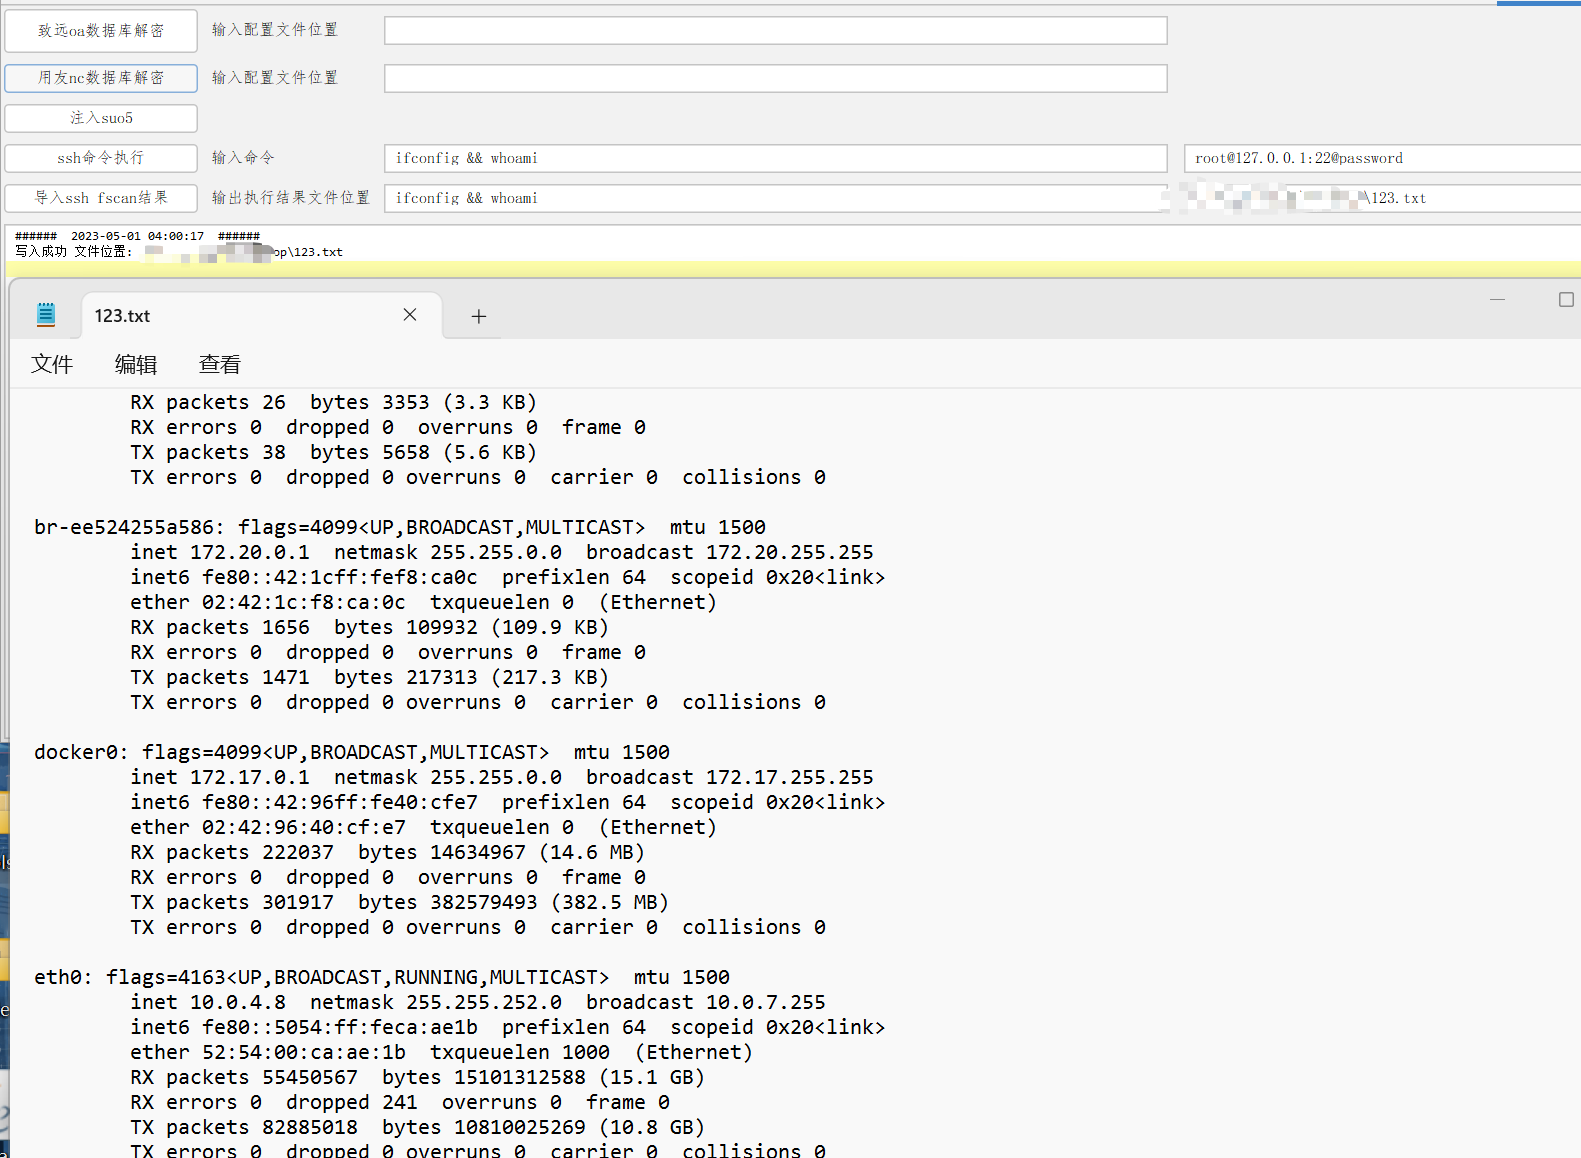 致远oa数据库解密 输入配置文件位置
用友nc数据库解密 输入配置文件位置
注入suo5
ssh命令执行 输入命令 ifconfig && whoami root@127.0.0.1:22@password
导入ssh fscan结果 输出执行结果文件位置 ifconfig && whoami \123.txt
###### 2023-05-01 04:00:17 ######
写入成功 文件位置: op\123.txt
123.txt
文件 编辑 查看
RX packets 26  bytes 3353 (3.3 KB)
RX errors 0  dropped 0  overruns 0  frame 0
TX packets 38  bytes 5658 (5.6 KB)
TX errors 0  dropped 0 overruns 0  carrier 0  collisions 0
br-ee524255a586: flags=4099<UP,BROADCAST,MULTICAST>  mtu 1500
inet 172.20.0.1  netmask 255.255.0.0  broadcast 172.20.255.255
inet6 fe80::42:1cff:fef8:ca0c  prefixlen 64  scopeid 0x20<link>
ether 02:42:1c:f8:ca:0c  txqueuelen 0  (Ethernet)
RX packets 1656  bytes 109932 (109.9 KB)
RX errors 0  dropped 0  overruns 0  frame 0
TX packets 1471  bytes 217313 (217.3 KB)
TX errors 0  dropped 0 overruns 0  carrier 0  collisions 0
docker0: flags=4099<UP,BROADCAST,MULTICAST>  mtu 1500
inet 172.17.0.1  netmask 255.255.0.0  broadcast 172.17.255.255
inet6 fe80::42:96ff:fe40:cfe7  prefixlen 64  scopeid 0x20<link>
ether 02:42:96:40:cf:e7  txqueuelen 0  (Ethernet)
RX packets 222037  bytes 14634967 (14.6 MB)
RX errors 0  dropped 0  overruns 0  frame 0
TX packets 301917  bytes 382579493 (382.5 MB)
TX errors 0  dropped 0 overruns 0  carrier 0  collisions 0
eth0: flags=4163<UP,BROADCAST,RUNNING,MULTICAST>  mtu 1500
inet 10.0.4.8  netmask 255.255.252.0  broadcast 10.0.7.255
inet6 fe80::5054:ff:feca:ae1b  prefixlen 64  scopeid 0x20<link>
ether 52:54:00:ca:ae:1b  txqueuelen 1000  (Ethernet)
RX packets 55450567  bytes 15101312588 (15.1 GB)
RX errors 0  dropped 241  overruns 0  frame 0
TX packets 82885018  bytes 10810025269 (10.8 GB)
TX errors 0  dropped 0 overruns 0  carrier 0  collisions 0